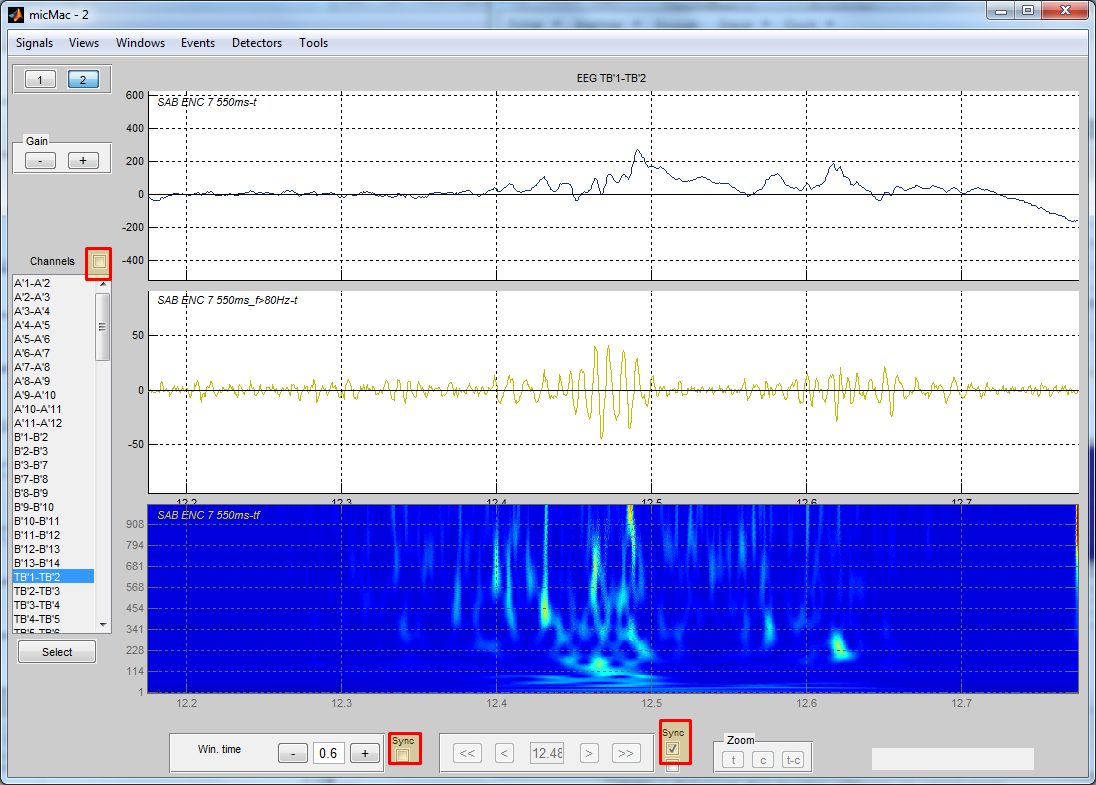 micMac - 2
Signals Views Windows Events Detectors Tools
1 2
EEG TB'1-TB'2
Gain
- +
600
400
200
0
-200
-400
SAB ENC 7 550ms-t
Channels
A'1-A'2
A'2-A'3
A'3-A'4
A'4-A'5
A'5-A'6
A'6-A'7
A'7-A'8
A'8-A'9
A'9-A'10
A'10-A'11
A'11-A'12
B'1-B'2
B'2-B'3
B'3-B'7
B'7-B'8
B'8-B'9
B'9-B'10
B'10-B'11
B'11-B'12
B'12-B'13
B'13-B'14
TB'1-TB'2
TB'2-TB'3
TB'3-TB'4
TB'4-TB'5
TB'5-TB'6
Select
SAB ENC 7 550ms_f>80Hz-t
50
0
-50
12.2 12.3 12.4 12.5 12.6 12.7
SAB ENC 7 550ms-tf
908
794
681
568
454
341
228
114
1
12.2 12.3 12.4 12.5 12.6 12.7
Win. time - 0.6 + Sync
<< < 12.48 > >> Sync
Zoom
t c t-c